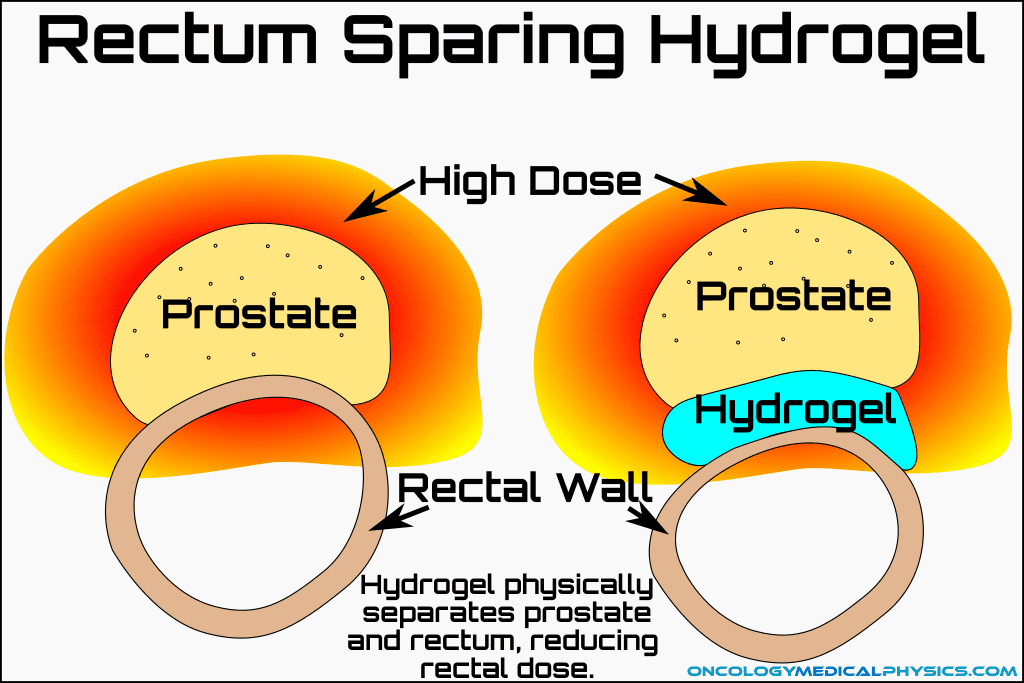 Rectum Sparing Hydrogel
High Dose
Prostate
Prostate
Hydrogel
Rectal Wall
Hydrogel physically
separates prostate
and rectum, reducing
rectal dose.
ONCOLOGYMEDICALPHYSICS.COM